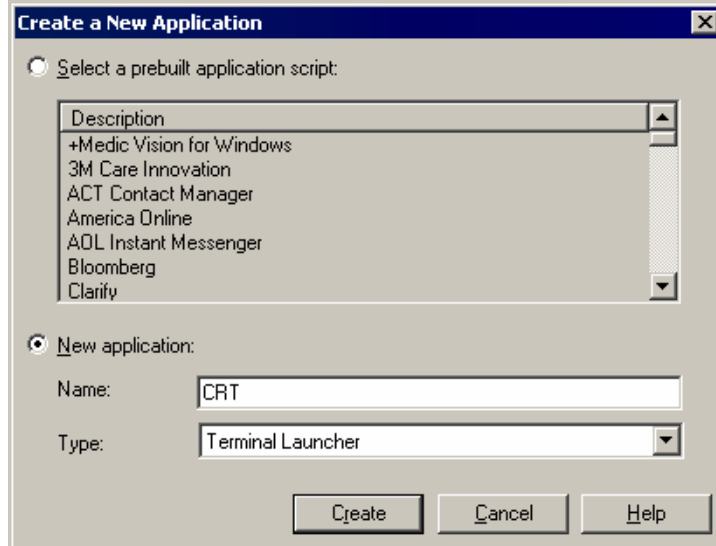 Create a New Application
Select a prebuilt application script:
Description
+Medic Vision for Windows
3M Care Innovation
ACT Contact Manager
America Online
AOL Instant Messenger
Bloomberg
Clarify
New application:
Name: CRT
Type: Terminal Launcher
Create Cancel Help